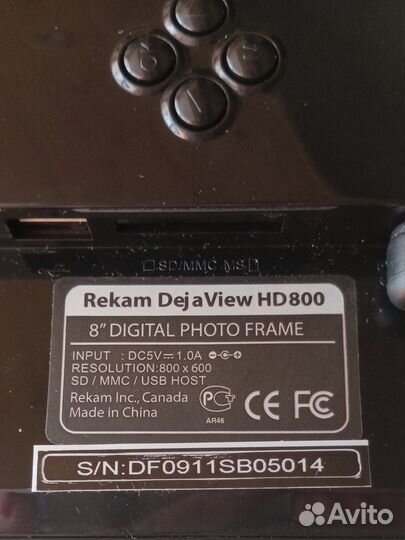 SD/MMC MS
Rekam DejaView HD800
8" DIGITAL PHOTO FRAME
INPUT : DC5V⎓1.0A
RESOLUTION:800 x 600
SD / MMC / USB HOST
Rekam Inc., Canada
Made in China
АЯ46
CE FC
S/N:DF0911SB05014
Avito